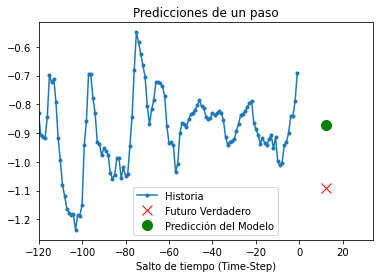 Predicciones de un paso
−0.6
−0.7
−0.8
−0.9
−1.0
−1.1
−1.2
Historia
Futuro Verdadero
Predicción del Modelo
−120 −100 −80 −60 −40 −20 0 20
Salto de tiempo (Time-Step)